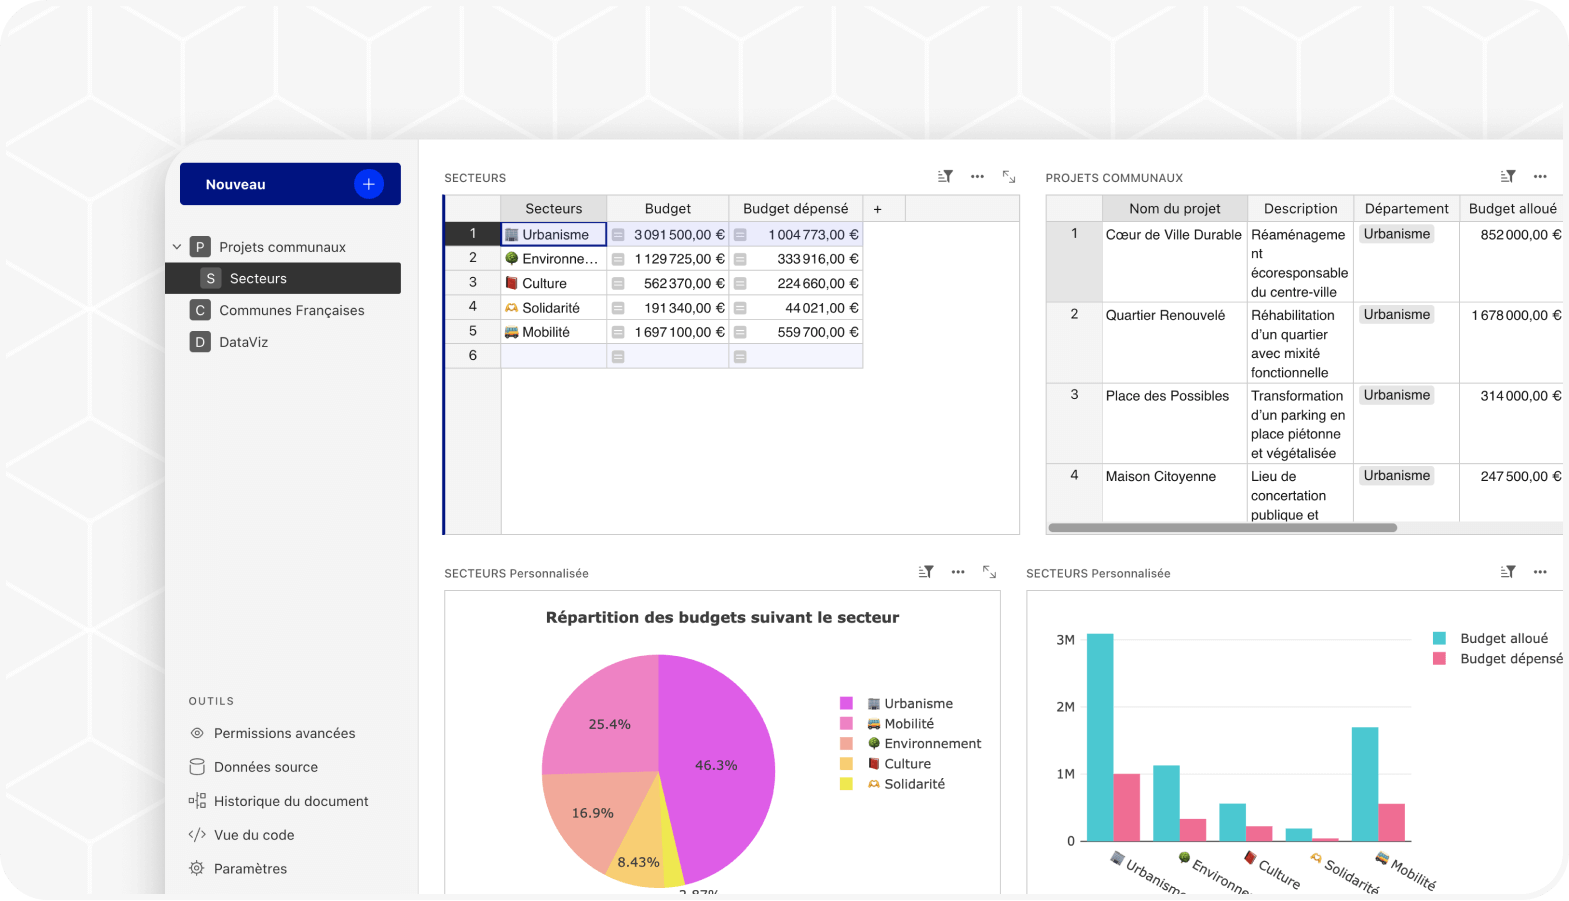 Nouveau
P Projets communaux
S Secteurs
C Communes Françaises
D DataViz
OUTILS
Permissions avancées
Données source
Historique du document
Vue du code
Paramètres
SECTEURS
Secteurs Budget Budget dépensé +
1 Urbanisme 3 091 500,00 € 1 004 773,00 €
2 Environne… 1 129 725,00 € 333 916,00 €
3 Culture 562 370,00 € 224 660,00 €
4 Solidarité 191 340,00 € 44 021,00 €
5 Mobilité 1 697 100,00 € 559 700,00 €
6
PROJETS COMMUNAUX
Nom du projet Description Département Budget alloué
1 Cœur de Ville Durable Réaménageme Urbanisme 852 000,00 €
nt
écoresponsable
du centre-ville
2 Quartier Renouvelé Réhabilitation Urbanisme 1 678 000,00 €
d’un quartier
avec mixité
fonctionnelle
3 Place des Possibles Transformation Urbanisme 314 000,00 €
d’un parking en
place piétonne
et végétalisée
4 Maison Citoyenne Lieu de Urbanisme 247 500,00 €
concertation
publique et
SECTEURS Personnalisée
Répartition des budgets suivant le secteur
46.3%
25.4%
16.9%
8.43%
2.87%
Urbanisme
Mobilité
Environnement
Culture
Solidarité
SECTEURS Personnalisée
3M
2M
1M
0
Urbanisme
Environne
Culture
Solidarité
Mobilité
Budget alloué
Budget dépensé